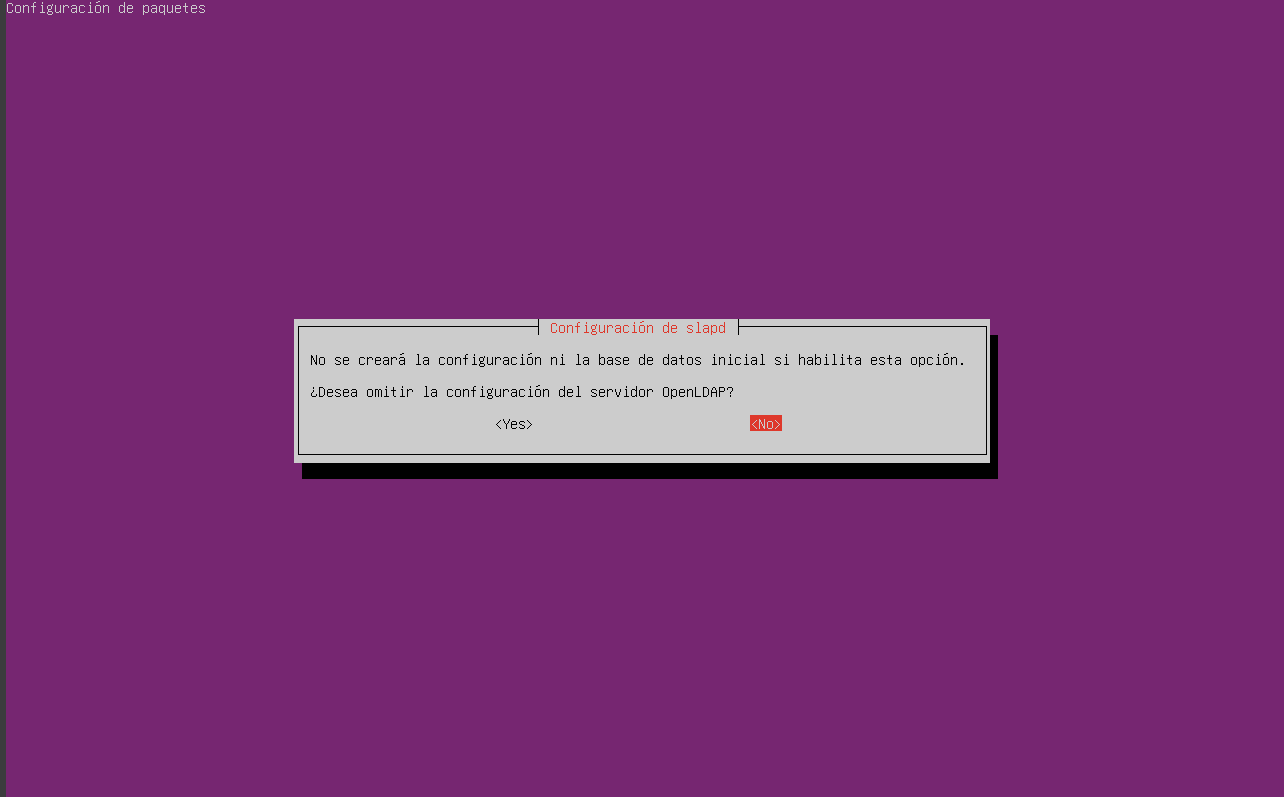 Configuración de paquetes
Configuración de slapd
No se creará la configuración ni la base de datos inicial si habilita esta opción.
¿Desea omitir la configuración del servidor OpenLDAP?
<Yes> <No>